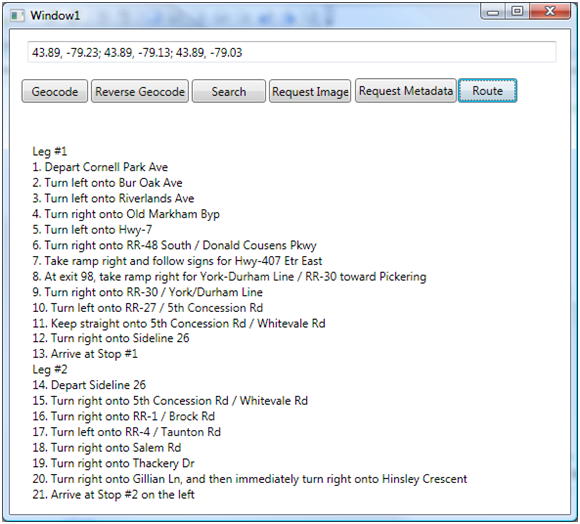 Window1
43.89, -79.23; 43.89, -79.13; 43.89, -79.03
Geocode Reverse Geocode Search Request Image Request Metadata Route
Leg #1
1. Depart Cornell Park Ave
2. Turn left onto Bur Oak Ave
3. Turn left onto Riverlands Ave
4. Turn right onto Old Markham Byp
5. Turn left onto Hwy-7
6. Turn right onto RR-48 South / Donald Cousens Pkwy
7. Take ramp right and follow signs for Hwy-407 Etr East
8. At exit 98, take ramp right for York-Durham Line / RR-30 toward Pickering
9. Turn right onto RR-30 / York/Durham Line
10. Turn left onto RR-27 / 5th Concession Rd
11. Keep straight onto 5th Concession Rd / Whitevale Rd
12. Turn right onto Sideline 26
13. Arrive at Stop #1
Leg #2
14. Depart Sideline 26
15. Turn right onto 5th Concession Rd / Whitevale Rd
16. Turn right onto RR-1 / Brock Rd
17. Turn left onto RR-4 / Taunton Rd
18. Turn right onto Salem Rd
19. Turn right onto Thackery Dr
20. Turn right onto Gillian Ln, and then immediately turn right onto Hinsley Crescent
21. Arrive at Stop #2 on the left